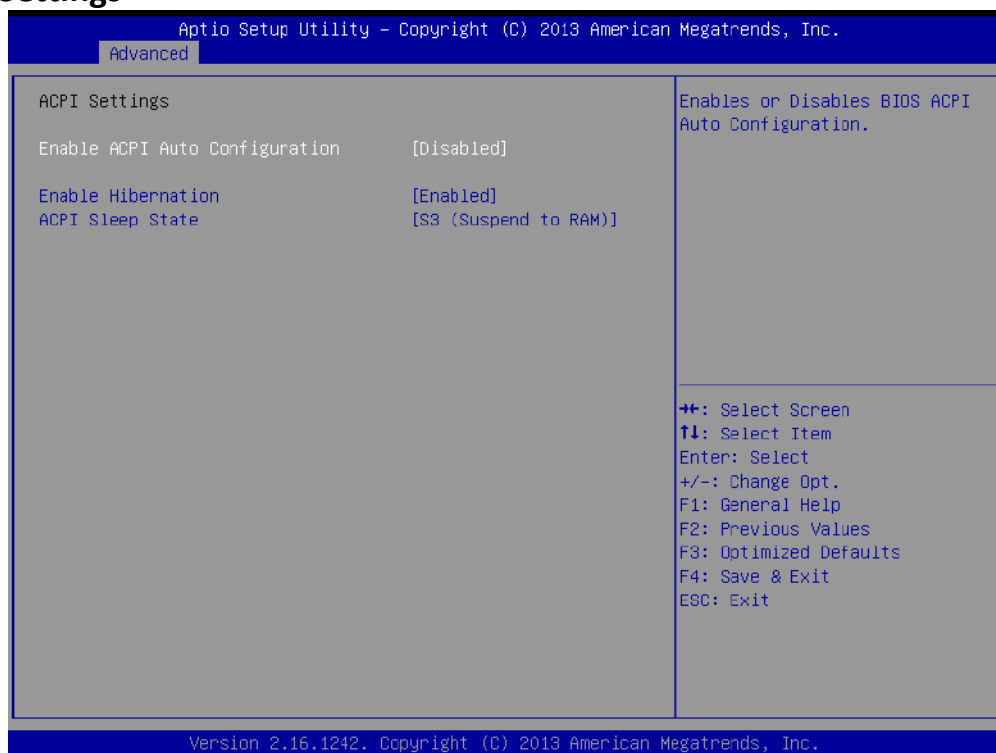 Settings
Aptio Setup Utility – Copyright (C) 2013 American Megatrends, Inc.
Advanced
ACPI Settings
Enable ACPI Auto Configuration [Disabled]
Enable Hibernation [Enabled]
ACPI Sleep State [S3 (Suspend to RAM)]
Enables or Disables BIOS ACPI
Auto Configuration.
→←: Select Screen
↑↓: Select Item
Enter: Select
+/-: Change Opt.
F1: General Help
F2: Previous Values
F3: Optimized Defaults
F4: Save & Exit
ESC: Exit
Version 2.16.1242. Copyright (C) 2013 American Megatrends, Inc.